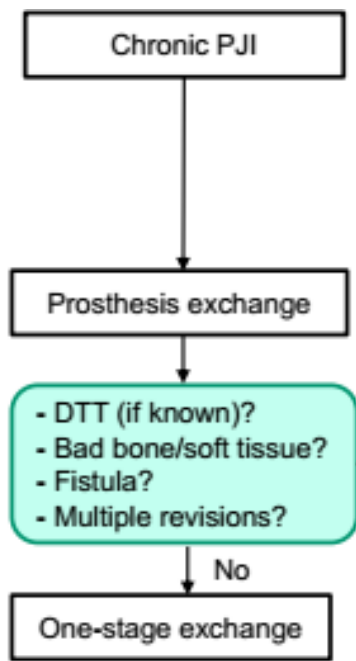 Chronic PJI
Prosthesis exchange
- DTT (if known)?
- Bad bone/soft tissue?
- Fistula?
- Multiple revisions?
No
One-stage exchange